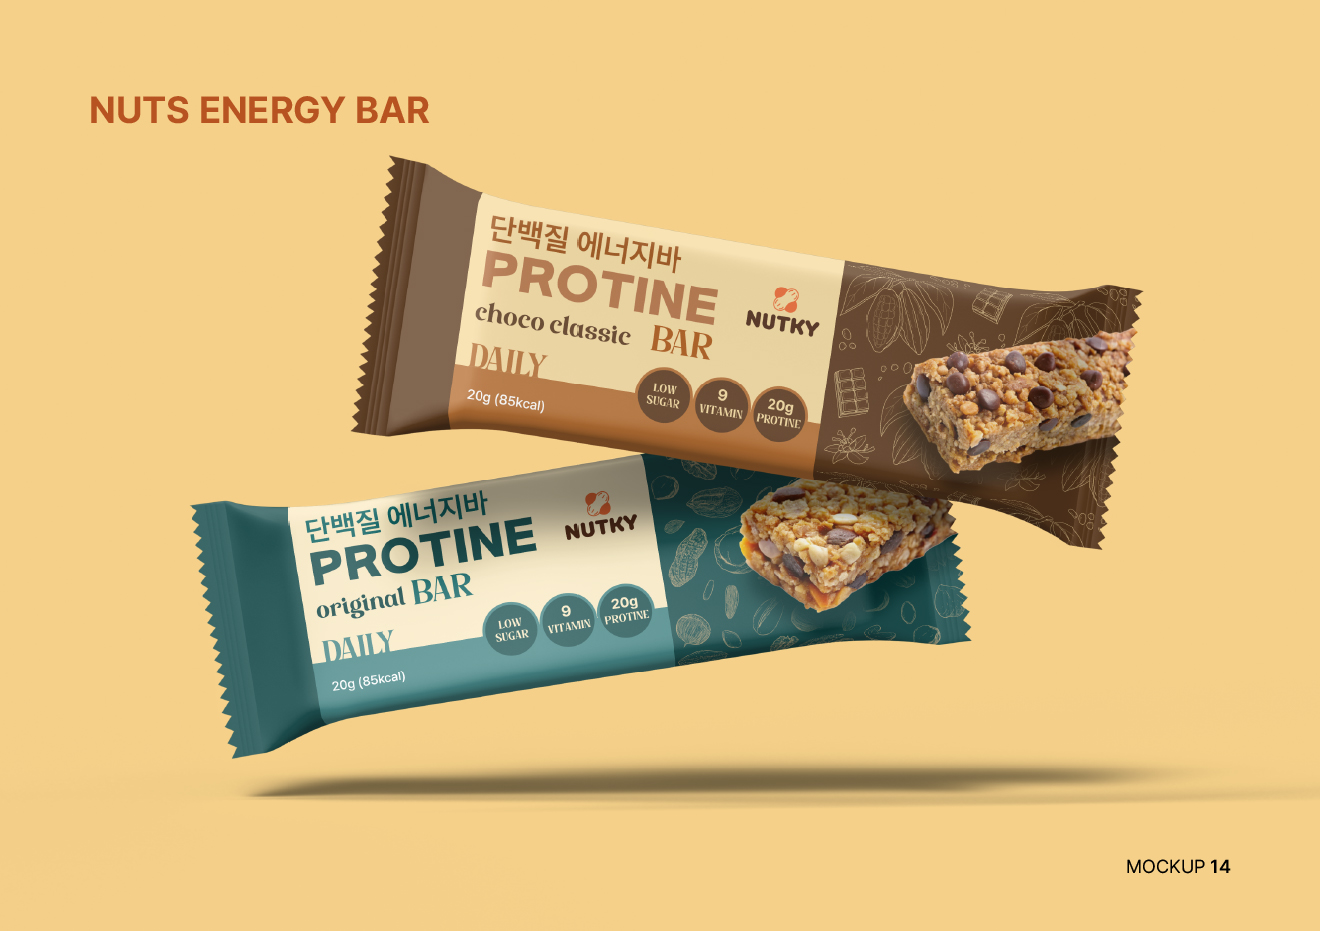 NUTS ENERGY BAR
단백질 에너지바
PROTINE
choco classic BAR
DAILY
20g (85kcal)
NUTKY
LOW
SUGAR
9
VITAMIN
20g
PROTINE
단백질 에너지바
PROTINE
original BAR
DAILY
20g (85kcal)
NUTKY
LOW
SUGAR
9
VITAMIN
20g
PROTINE
MOCKUP 14